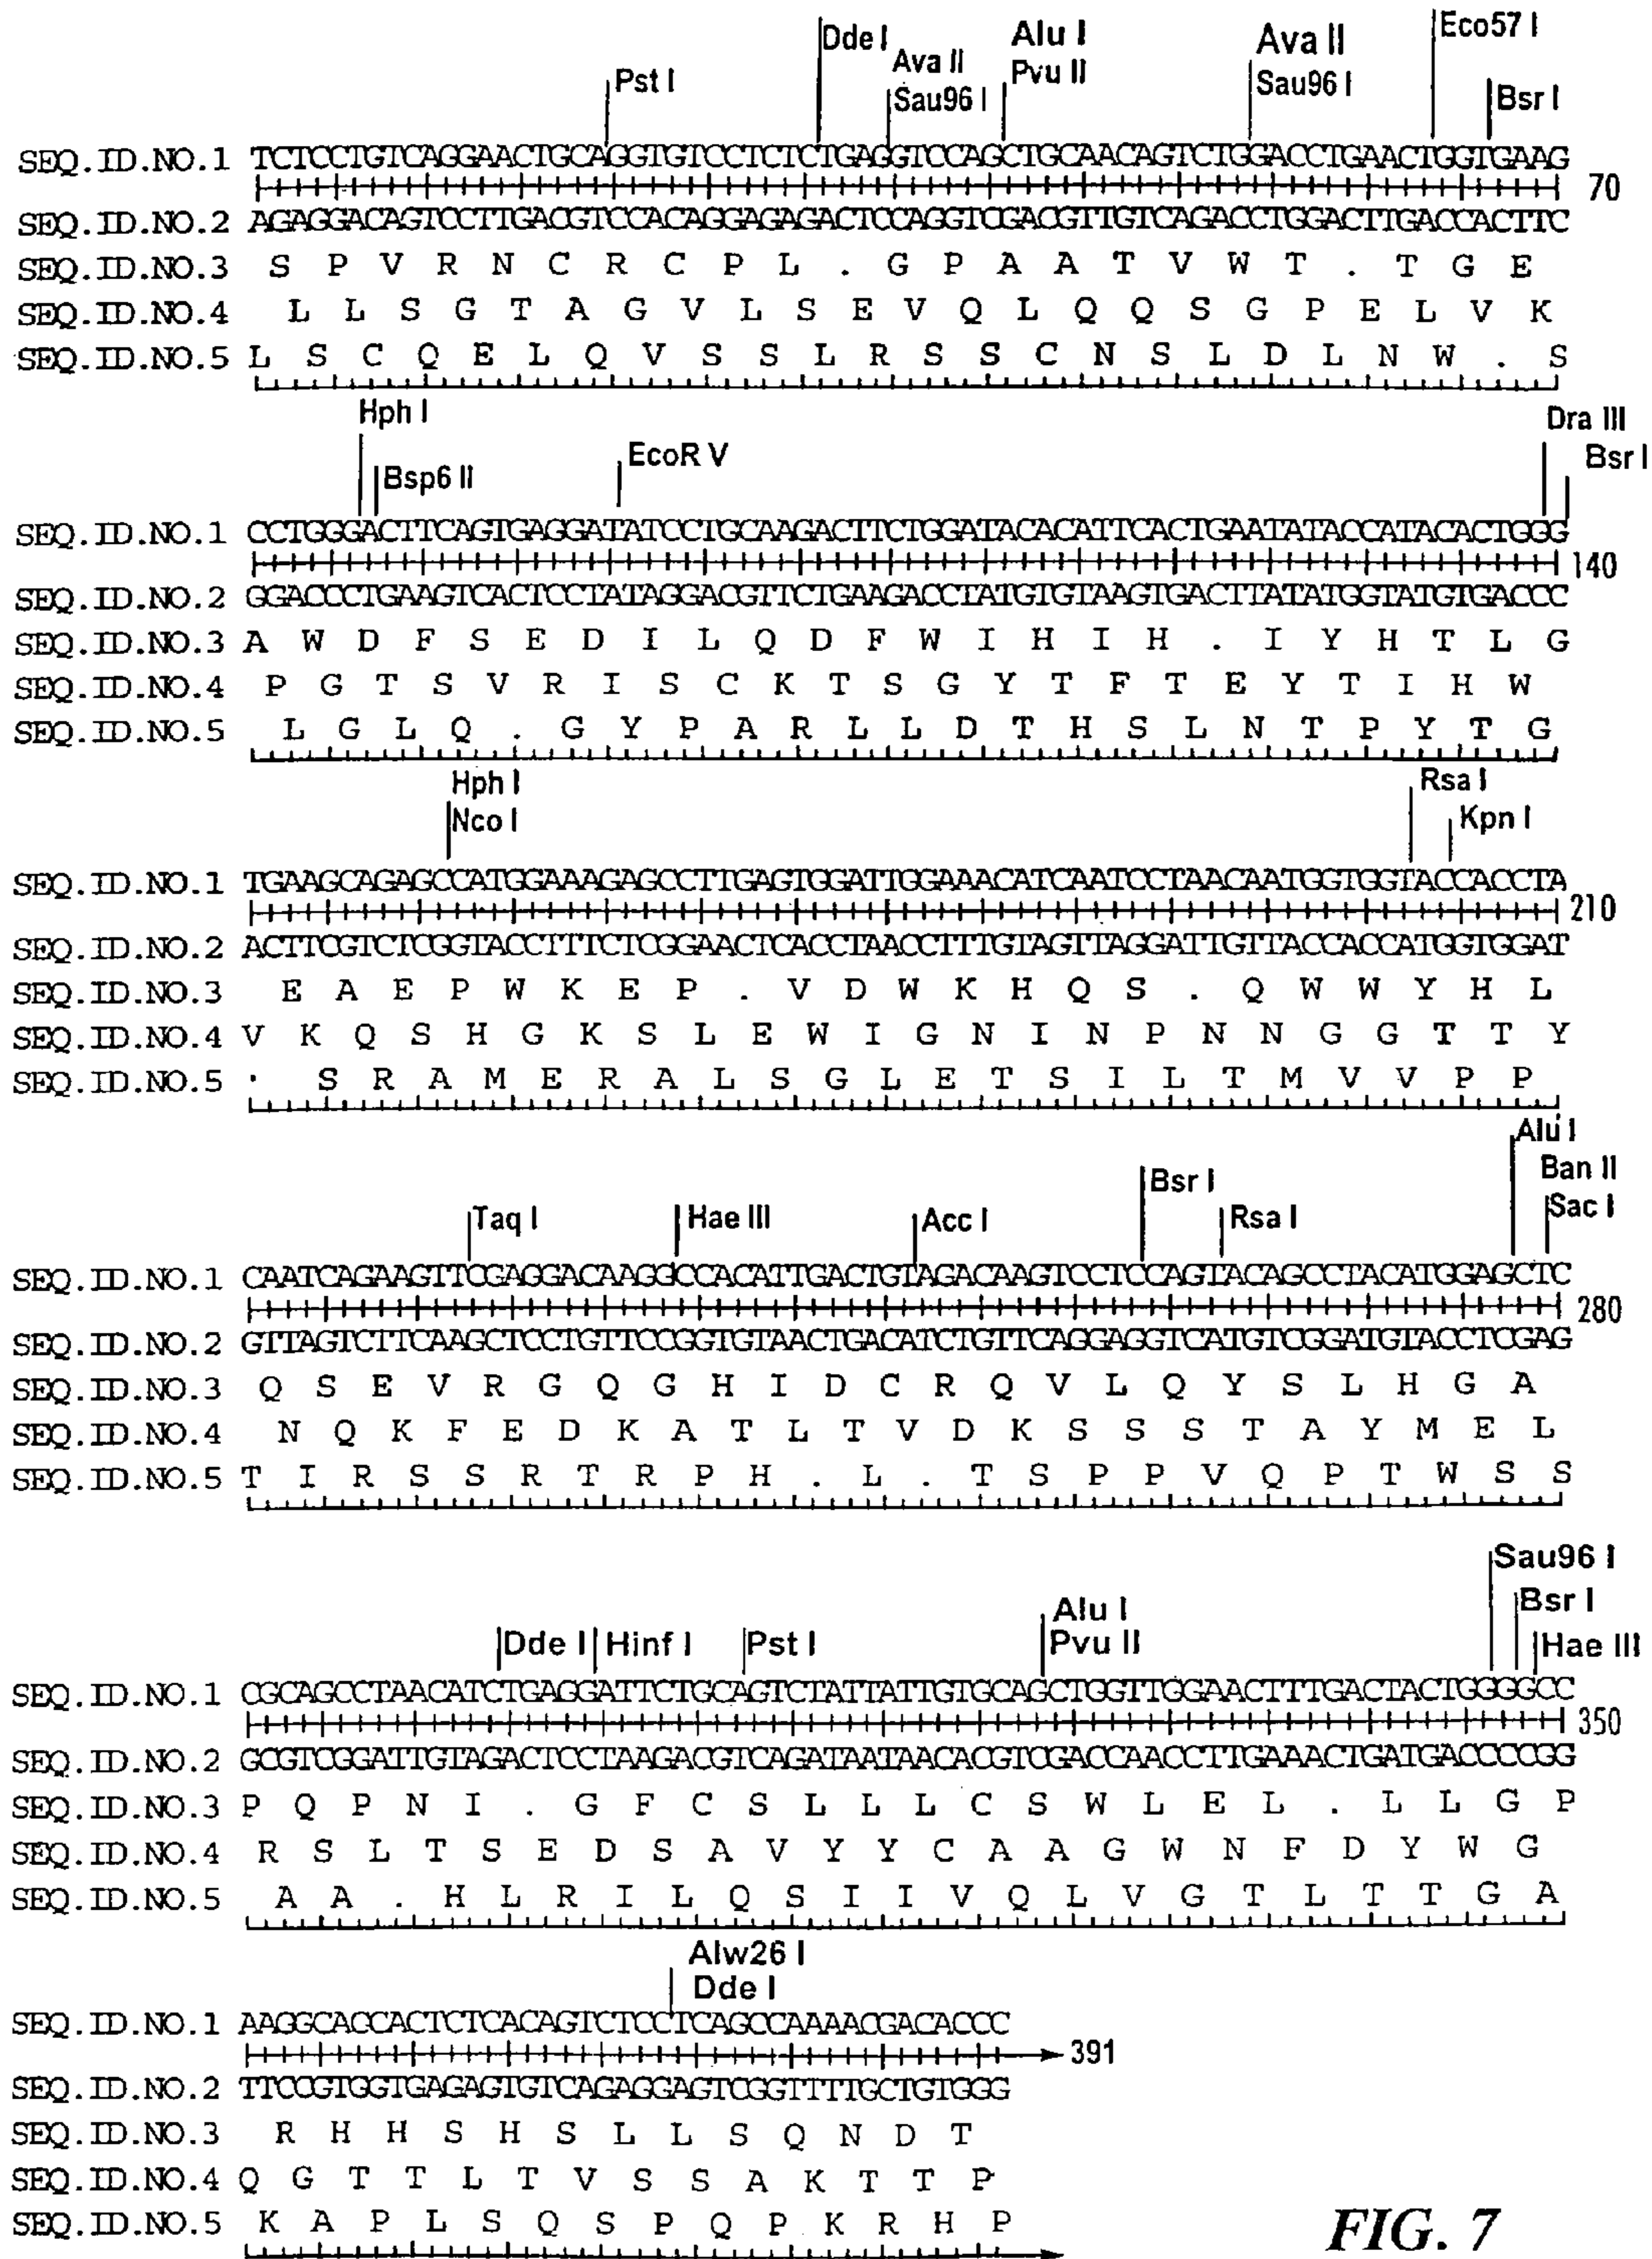 Dde I Alu I Ava II Eco57 I
Pst I Ava II Pvu II Sau96 I Bsr I
Sau96 I
SEQ.ID.NO.1 TCTCCTGTCAGGAACTGCAGGTGTCCTCTCTGAGGTCCAGCTGCAACAGTCTGGACCTGAACTGGTGAAG
70
SEQ.ID.NO.2 AGAGGACAGTCCTTGACGTCCACAGGAGAGACTCCAGGTCGACGTTGTCAGACCTGGACTTGACCACTTC
SEQ.ID.NO.3 S P V R N C R C P L . G P A A T V W T . T G E
SEQ.ID.NO.4 L L S G T A G V L S E V Q L Q Q S G P E L V K
SEQ.ID.NO.5 L S C Q E L Q V S S L R S S C N S L D L N W . S
Hph I Dra III
Bsp6 II EcoR V Bsr I
SEQ.ID.NO.1 CCTGGGACTTCAGTGAGGATATCCTGCAAGACTTCTGGATACACATTCACTGAATATACCATACACTGGG
140
SEQ.ID.NO.2 GGACCCTGAAGTCACTCCTATAGGACGTTCTGAAGACCTATGTGTAAGTGACTTATATGGTATGTGACCC
SEQ.ID.NO.3 A W D F S E D I L Q D F W I H I H . I Y H T L G
SEQ.ID.NO.4 P G T S V R I S C K T S G Y T F T E Y T I H W
SEQ.ID.NO.5 L G L Q . G Y P A R L L D T H S L N T P Y T G
Hph I Rsa I
Nco I Kpn I
SEQ.ID.NO.1 TGAAGCAGAGCCATGGAAAGAGCCTTGAGTGGATTGGAAACATCAATCCTAACAATGGTGGTACCACCTA
210
SEQ.ID.NO.2 ACTTCGTCTCGGTACCTTTCTCGGAACTCACCTAACCTTTGTAGTTAGGATTGTTACCACCATGGTGGAT
SEQ.ID.NO.3 E A E P W K E P . V D W K H Q S . Q W W Y H L
SEQ.ID.NO.4 V K Q S H G K S L E W I G N I N P N N G G T T Y
SEQ.ID.NO.5 . S R A M E R A L S G L E T S I L T M V V P P
Alu I
Bsr I Ban II
Taq I Hae III Acc I Rsa I Sac I
SEQ.ID.NO.1 CAATCAGAAGTTCGAGGACAAGGCCACATTGACTGTAGACAAGTCCTCCAGTACAGCCTACATGGAGCTC
280
SEQ.ID.NO.2 GTTAGTCTTCAAGCTCCTGTTCCGGTGTAACTGACATCTGTTCAGGAGGTCATGTCGGATGTACCTCGAG
SEQ.ID.NO.3 Q S E V R G Q G H I D C R Q V L Q Y S L H G A
SEQ.ID.NO.4 N Q K F E D K A T L T V D K S S S T A Y M E L
SEQ.ID.NO.5 T I R S S R T R P H . L . T S P P V Q P T W S S
Sau96 I
Alu I Bsr I
Dde I Hinf I Pst I Pvu II Hae III
SEQ.ID.NO.1 CGCAGCCTAACATCTGAGGATTCTGCAGTCTATTATTGTGCAGCTGGTTGGAACTTTGACTACTGGGGCC
350
SEQ.ID.NO.2 GCGTCGGATTGTAGACTCCTAAGACGTCAGATAATAACACGTCGACCAACCTTGAAACTGATGACCCCGG
SEQ.ID.NO.3 P Q P N I . G F C S L L L C S W L E L . L L G P
SEQ.ID.NO.4 R S L T S E D S A V Y Y C A A G W N F D Y W G
SEQ.ID.NO.5 A A . H L R I L Q S I I V Q L V G T L T T G A
Alw26 I
Dde I
SEQ.ID.NO.1 AAGGCACCACTCTCACAGTCTCCTCAGCCAAAACGACACCC
391
SEQ.ID.NO.2 TTCCGTGGTGAGAGTGTCAGAGGAGTCGGTTTTGCTGTGGG
SEQ.ID.NO.3 R H H S H S L L S Q N D T
SEQ.ID.NO.4 Q G T T L T V S S A K T T P
SEQ.ID.NO.5 K A P L S Q S P Q P K R H P
FIG. 7